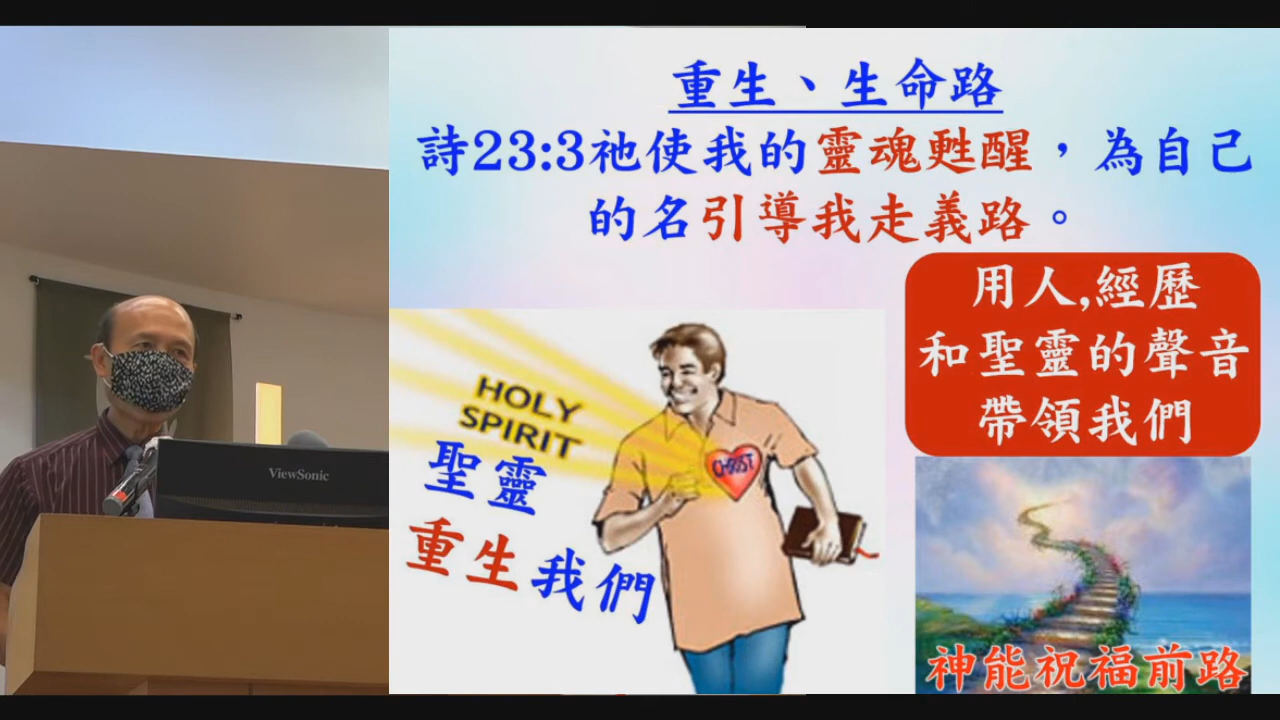 重生、生命路
詩23:3祂使我的靈魂甦醒，為自己
的名引導我走義路。
用人,經歷
和聖靈的聲音
帶領我們
HOLY
SPIRIT
CHRIST
聖靈
重生我們
神能祝福前路
ViewSonic